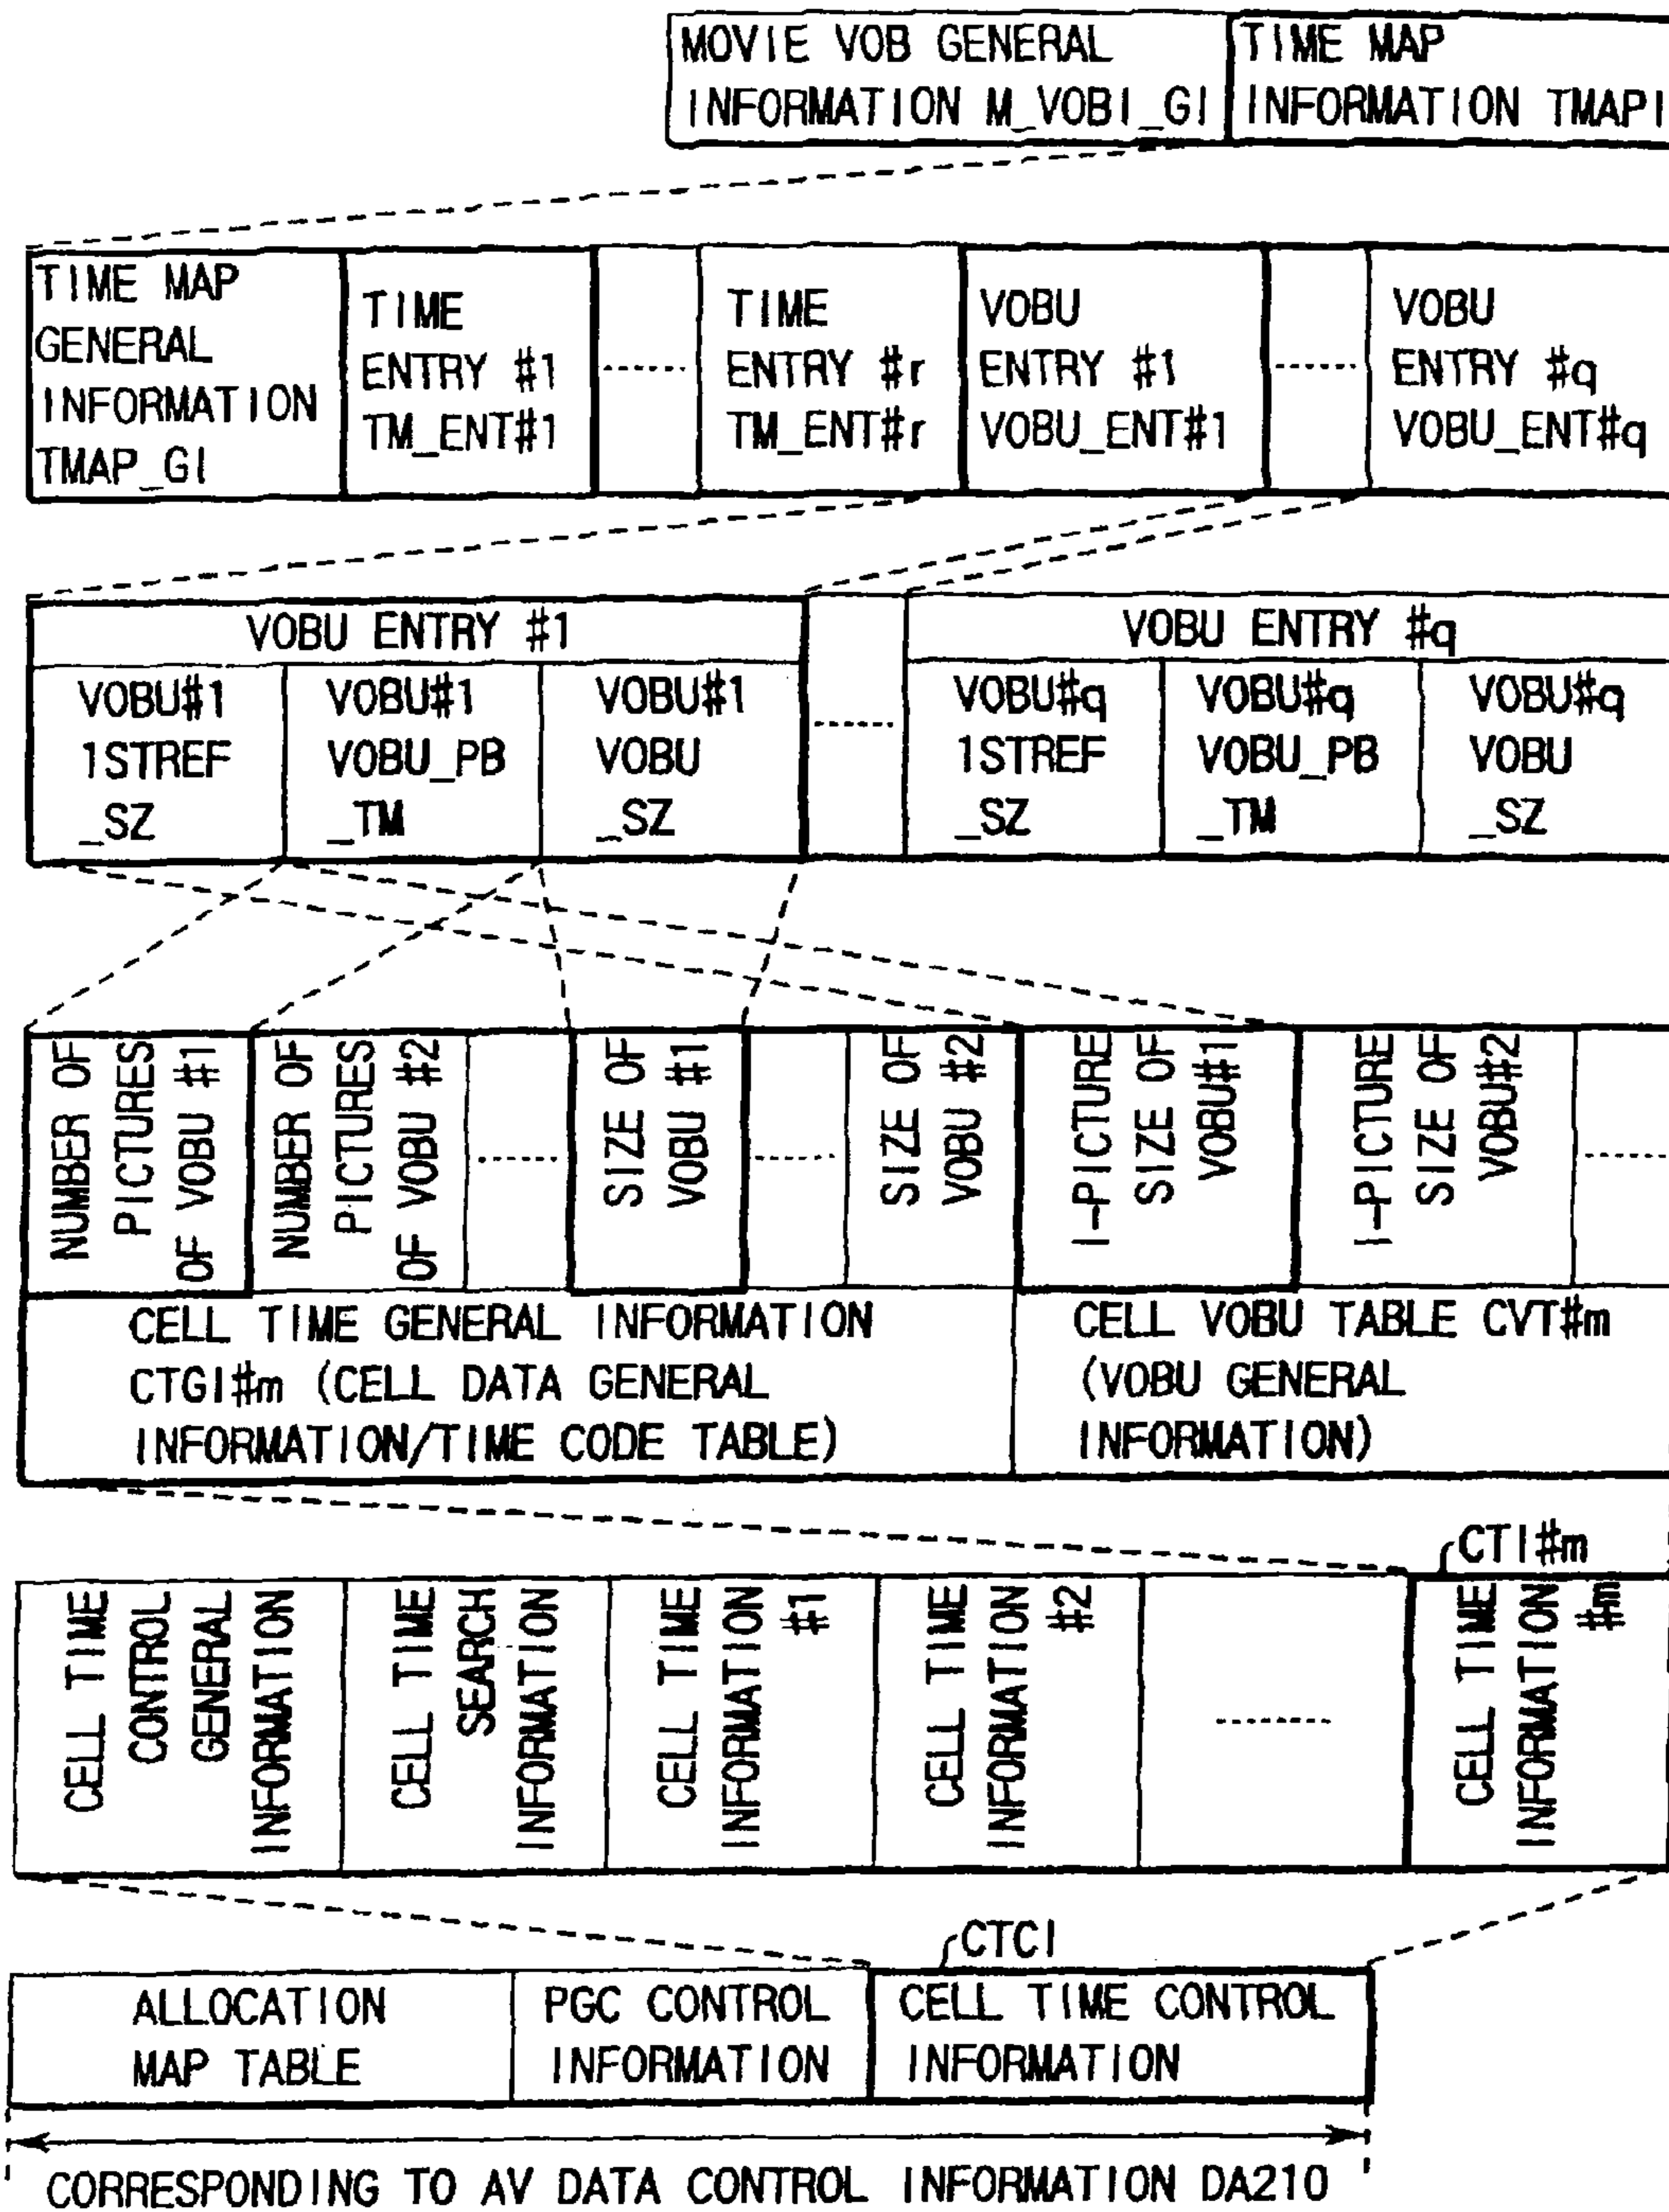 MOVIE VOB GENERAL
INFORMATION M_VOBI_GI
TIME MAP
INFORMATION TMAPI
TIME MAP
GENERAL
INFORMATION
TMAP_GI
TIME
ENTRY #1
TM_ENT#1
TIME
ENTRY #r
TM_ENT#r
VOBU
ENTRY #1
VOBU_ENT#1
VOBU
ENTRY #q
VOBU_ENT#q
VOBU ENTRY #1
VOBU#1
1STREF
_SZ
VOBU#1
VOBU_PB
_TM
VOBU#1
VOBU
_SZ
VOBU ENTRY #q
VOBU#q
1STREF
_SZ
VOBU#q
VOBU_PB
_TM
VOBU#q
VOBU
_SZ
NUMBER OF
PICTURES
OF VOBU #1
NUMBER OF
PICTURES
OF VOBU #2
SIZE OF
VOBU #1
SIZE OF
VOBU #2
I-PICTURE
SIZE OF
VOBU#1
I-PICTURE
SIZE OF
VOBU#2
CELL TIME GENERAL INFORMATION
CTGI#m (CELL DATA GENERAL
INFORMATION/TIME CODE TABLE)
CELL VOBU TABLE CVT#m
(VOBU GENERAL
INFORMATION)
CTI#m
CELL TIME
CONTROL
GENERAL
INFORMATION
CELL TIME
SEARCH
INFORMATION
CELL TIME
INFORMATION
#1
CELL TIME
INFORMATION
#2
CELL TIME
INFORMATION
#m
CTCI
ALLOCATION
MAP TABLE
PGC CONTROL
INFORMATION
CELL TIME CONTROL
INFORMATION
CORRESPONDING TO AV DATA CONTROL INFORMATION DA210